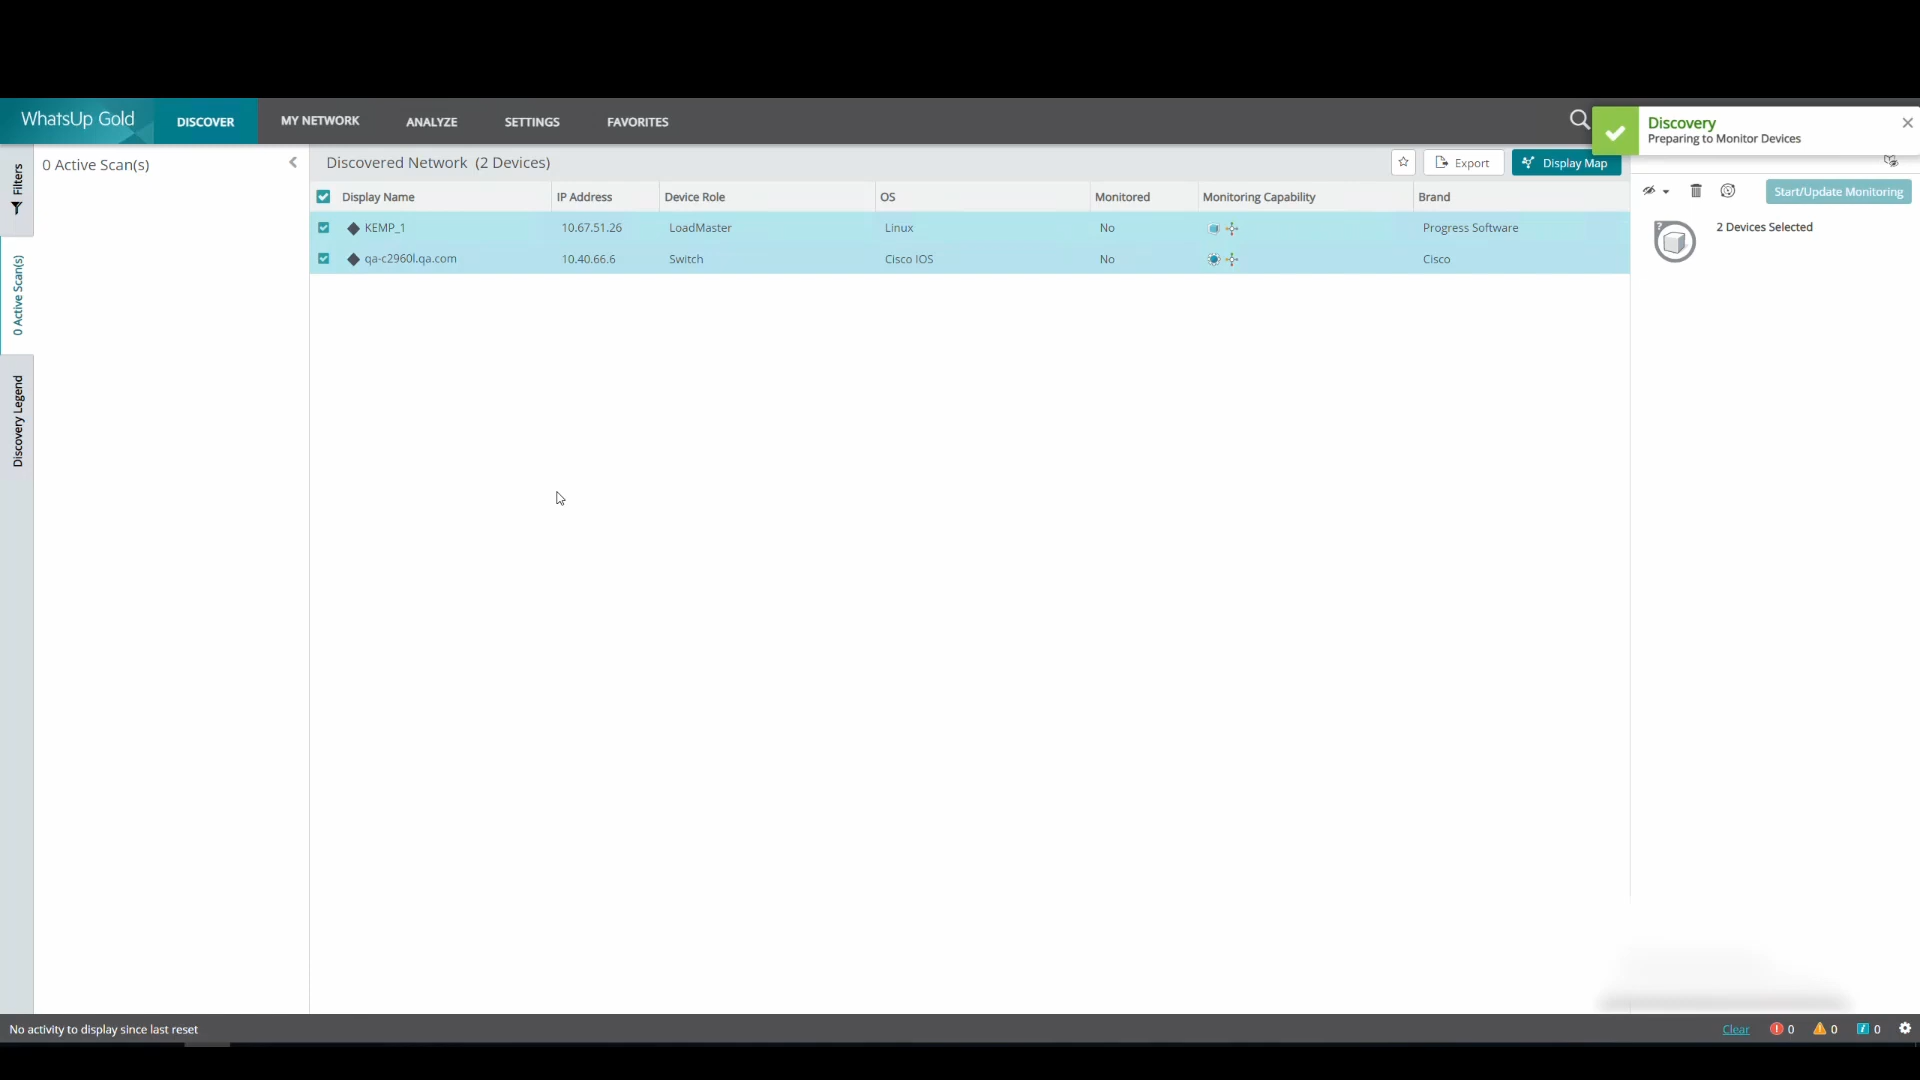 WhatsUp Gold
DISCOVER
MY NETWORK
ANALYZE
SETTINGS
FAVORITES
Discovery
Preparing to Monitor Devices
Filters
0 Active Scan(s)
Discovery Legend
0 Active Scan(s)
Discovered Network (2 Devices)
Export
Display Map
Start/Update Monitoring
2 Devices Selected
Display Name IP Address Device Role OS Monitored Monitoring Capability Brand
KEMP_1 10.67.51.26 LoadMaster Linux No Progress Software
qa-c2960l.qa.com 10.40.66.6 Switch Cisco IOS No Cisco
No activity to display since last reset
Clear 0 0 0